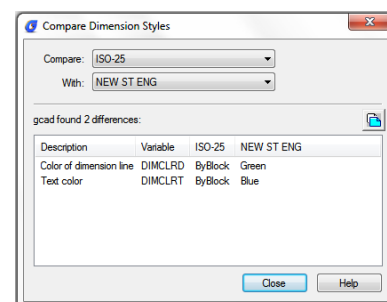 Compare Dimension Styles
Compare: ISO-25
With: NEW ST ENG
gcad found 2 differences:
Description Variable ISO-25 NEW ST ENG
Color of dimension line DIMCLRD ByBlock Green
Text color DIMCLRT ByBlock Blue
Close Help